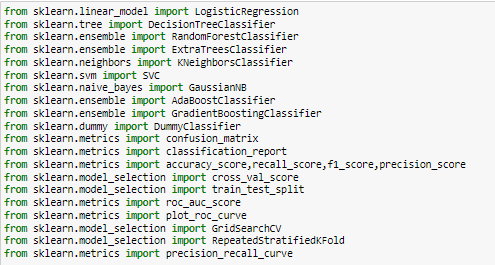 from sklearn.linear_model import LogisticRegression
from sklearn.tree import DecisionTreeClassifier
from sklearn.ensemble import RandomForestClassifier
from sklearn.ensemble import ExtraTreesClassifier
from sklearn.neighbors import KNeighborsClassifier
from sklearn.svm import SVC
from sklearn.naive_bayes import GaussianNB
from sklearn.ensemble import AdaBoostClassifier
from sklearn.ensemble import GradientBoostingClassifier
from sklearn.dummy import DummyClassifier
from sklearn.metrics import confusion_matrix
from sklearn.metrics import classification_report
from sklearn.metrics import accuracy_score,recall_score,f1_score,precision_score
from sklearn.model_selection import cross_val_score
from sklearn.model_selection import train_test_split
from sklearn.metrics import roc_auc_score
from sklearn.metrics import plot_roc_curve
from sklearn.model_selection import GridSearchCV
from sklearn.model_selection import RepeatedStratifiedKFold
from sklearn.metrics import precision_recall_curve